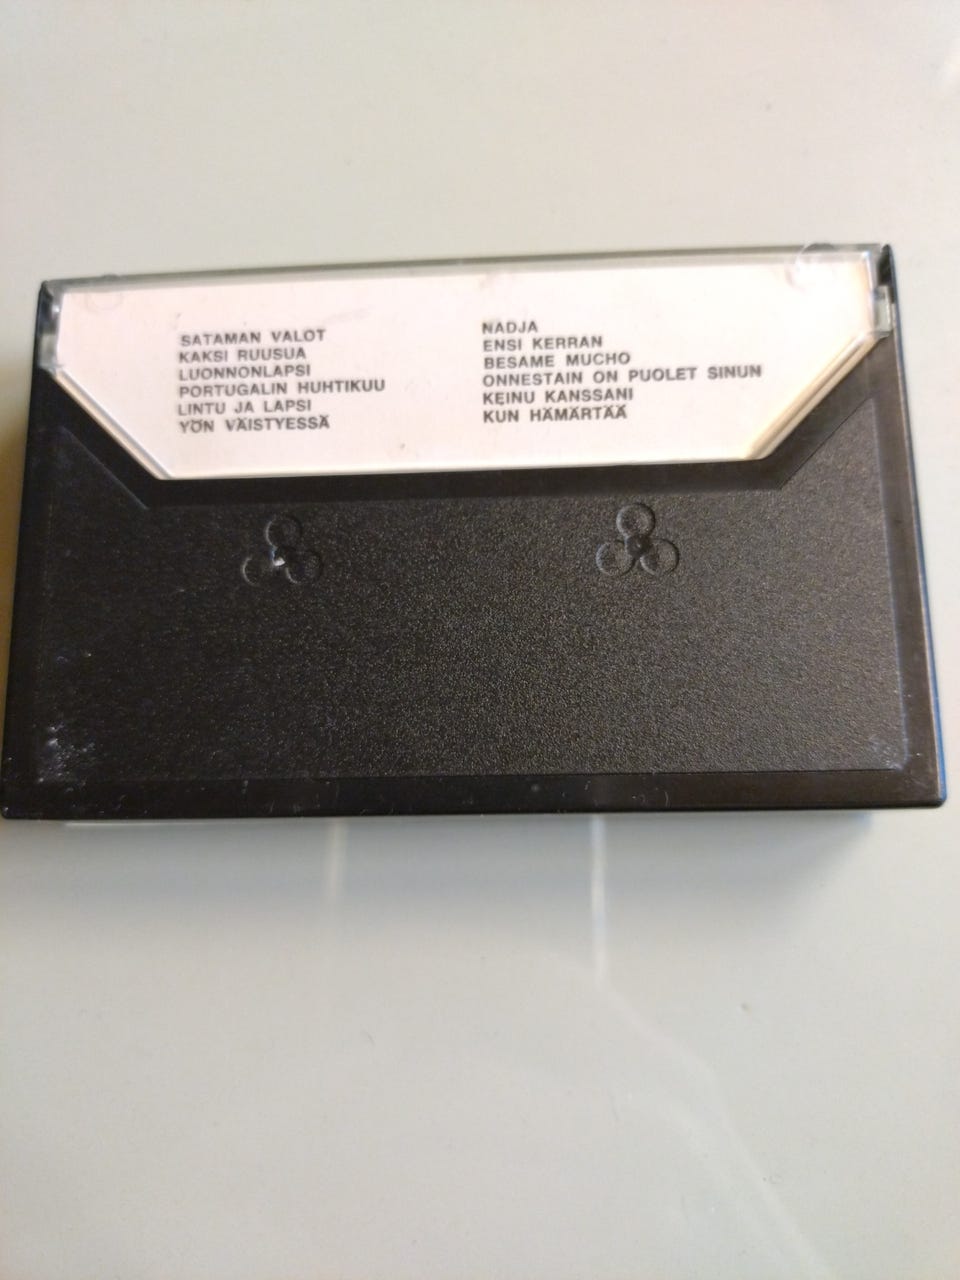 SATAMAN VALOT
KAKSI RUUSUA
LUONNONLAPSI
PORTUGALIN HUHTIKUU
LINTU JA LAPSI
YÖN VÄISTYESSÄ
NADJA
ENSI KERRAN
BESAME MUCHO
ONNESTAIN ON PUOLET SINUN
KEINU KANSSANI
KUN HÄMÄRTÄÄ